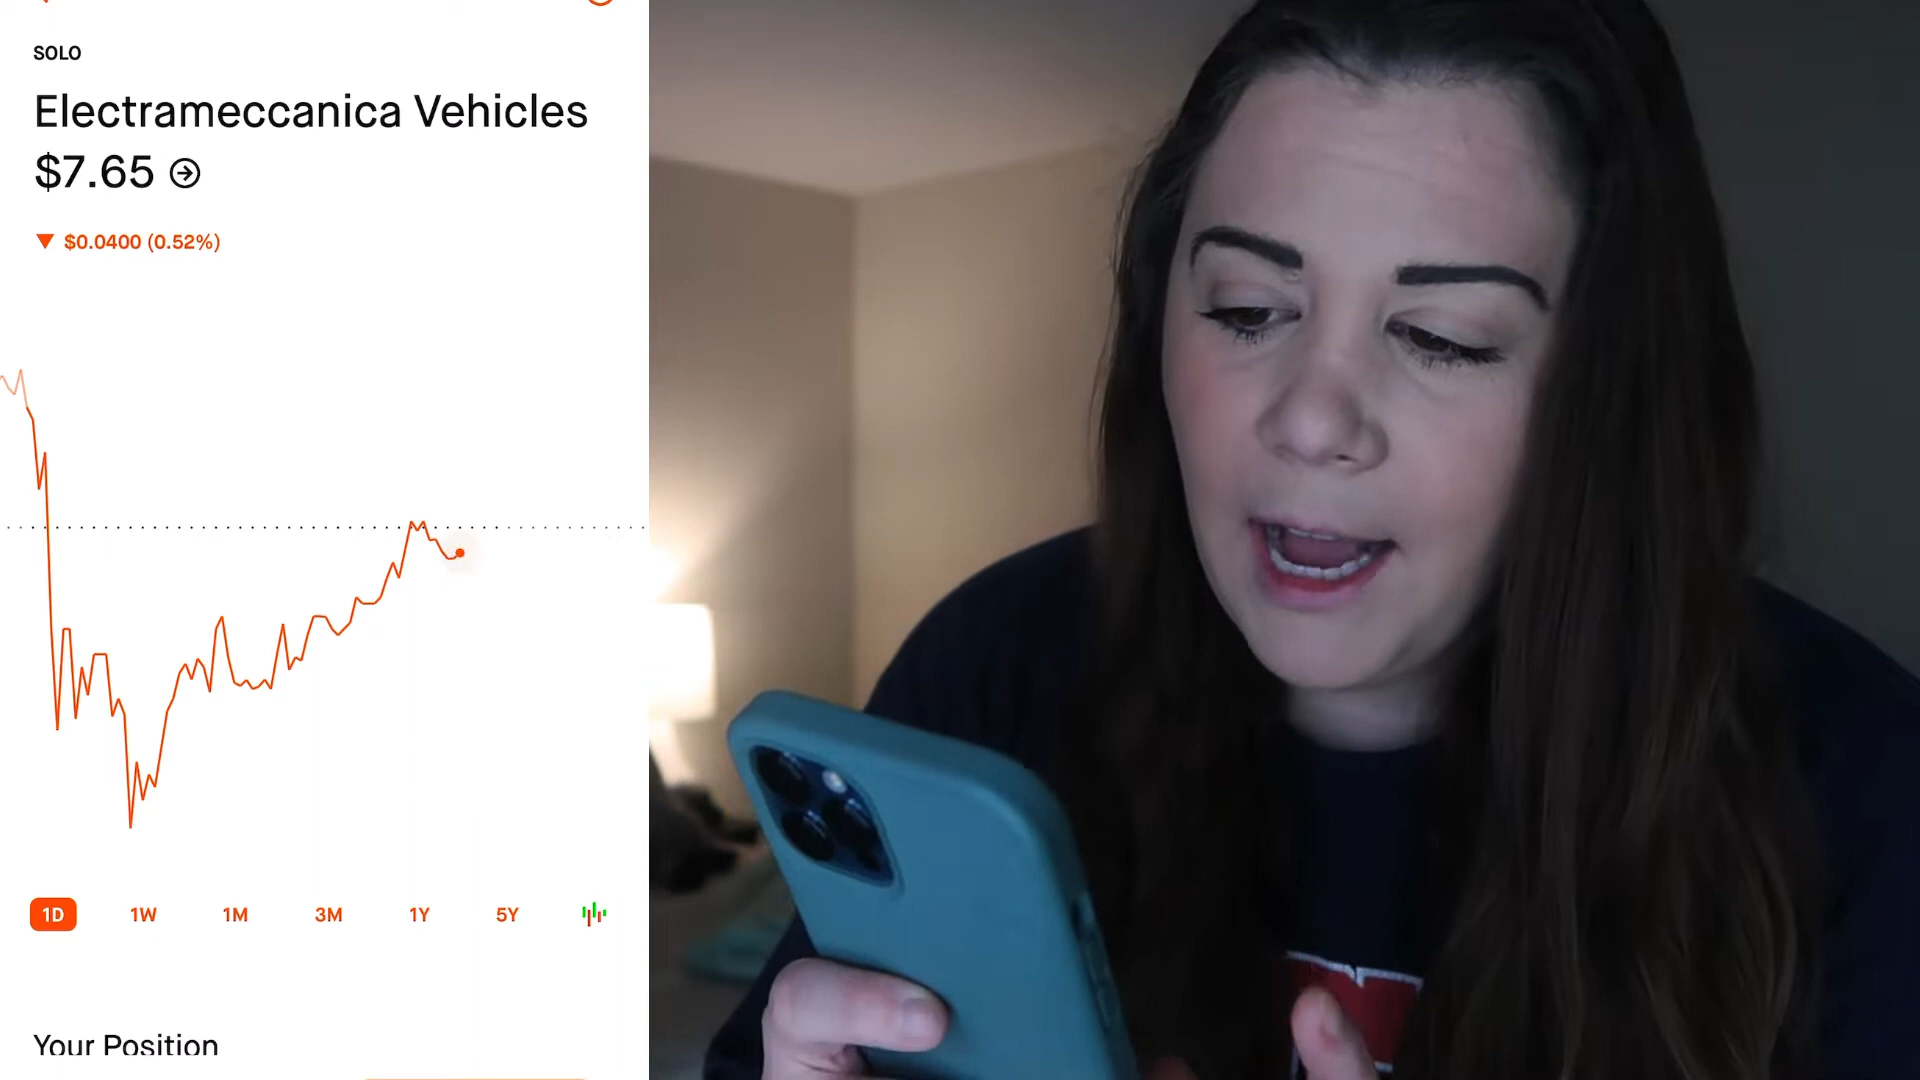 SOLO
Electrameccanica Vehicles
$7.65
$0.0400 (0.52%)
1D 1W 1M 3M 1Y 5Y
Your Position